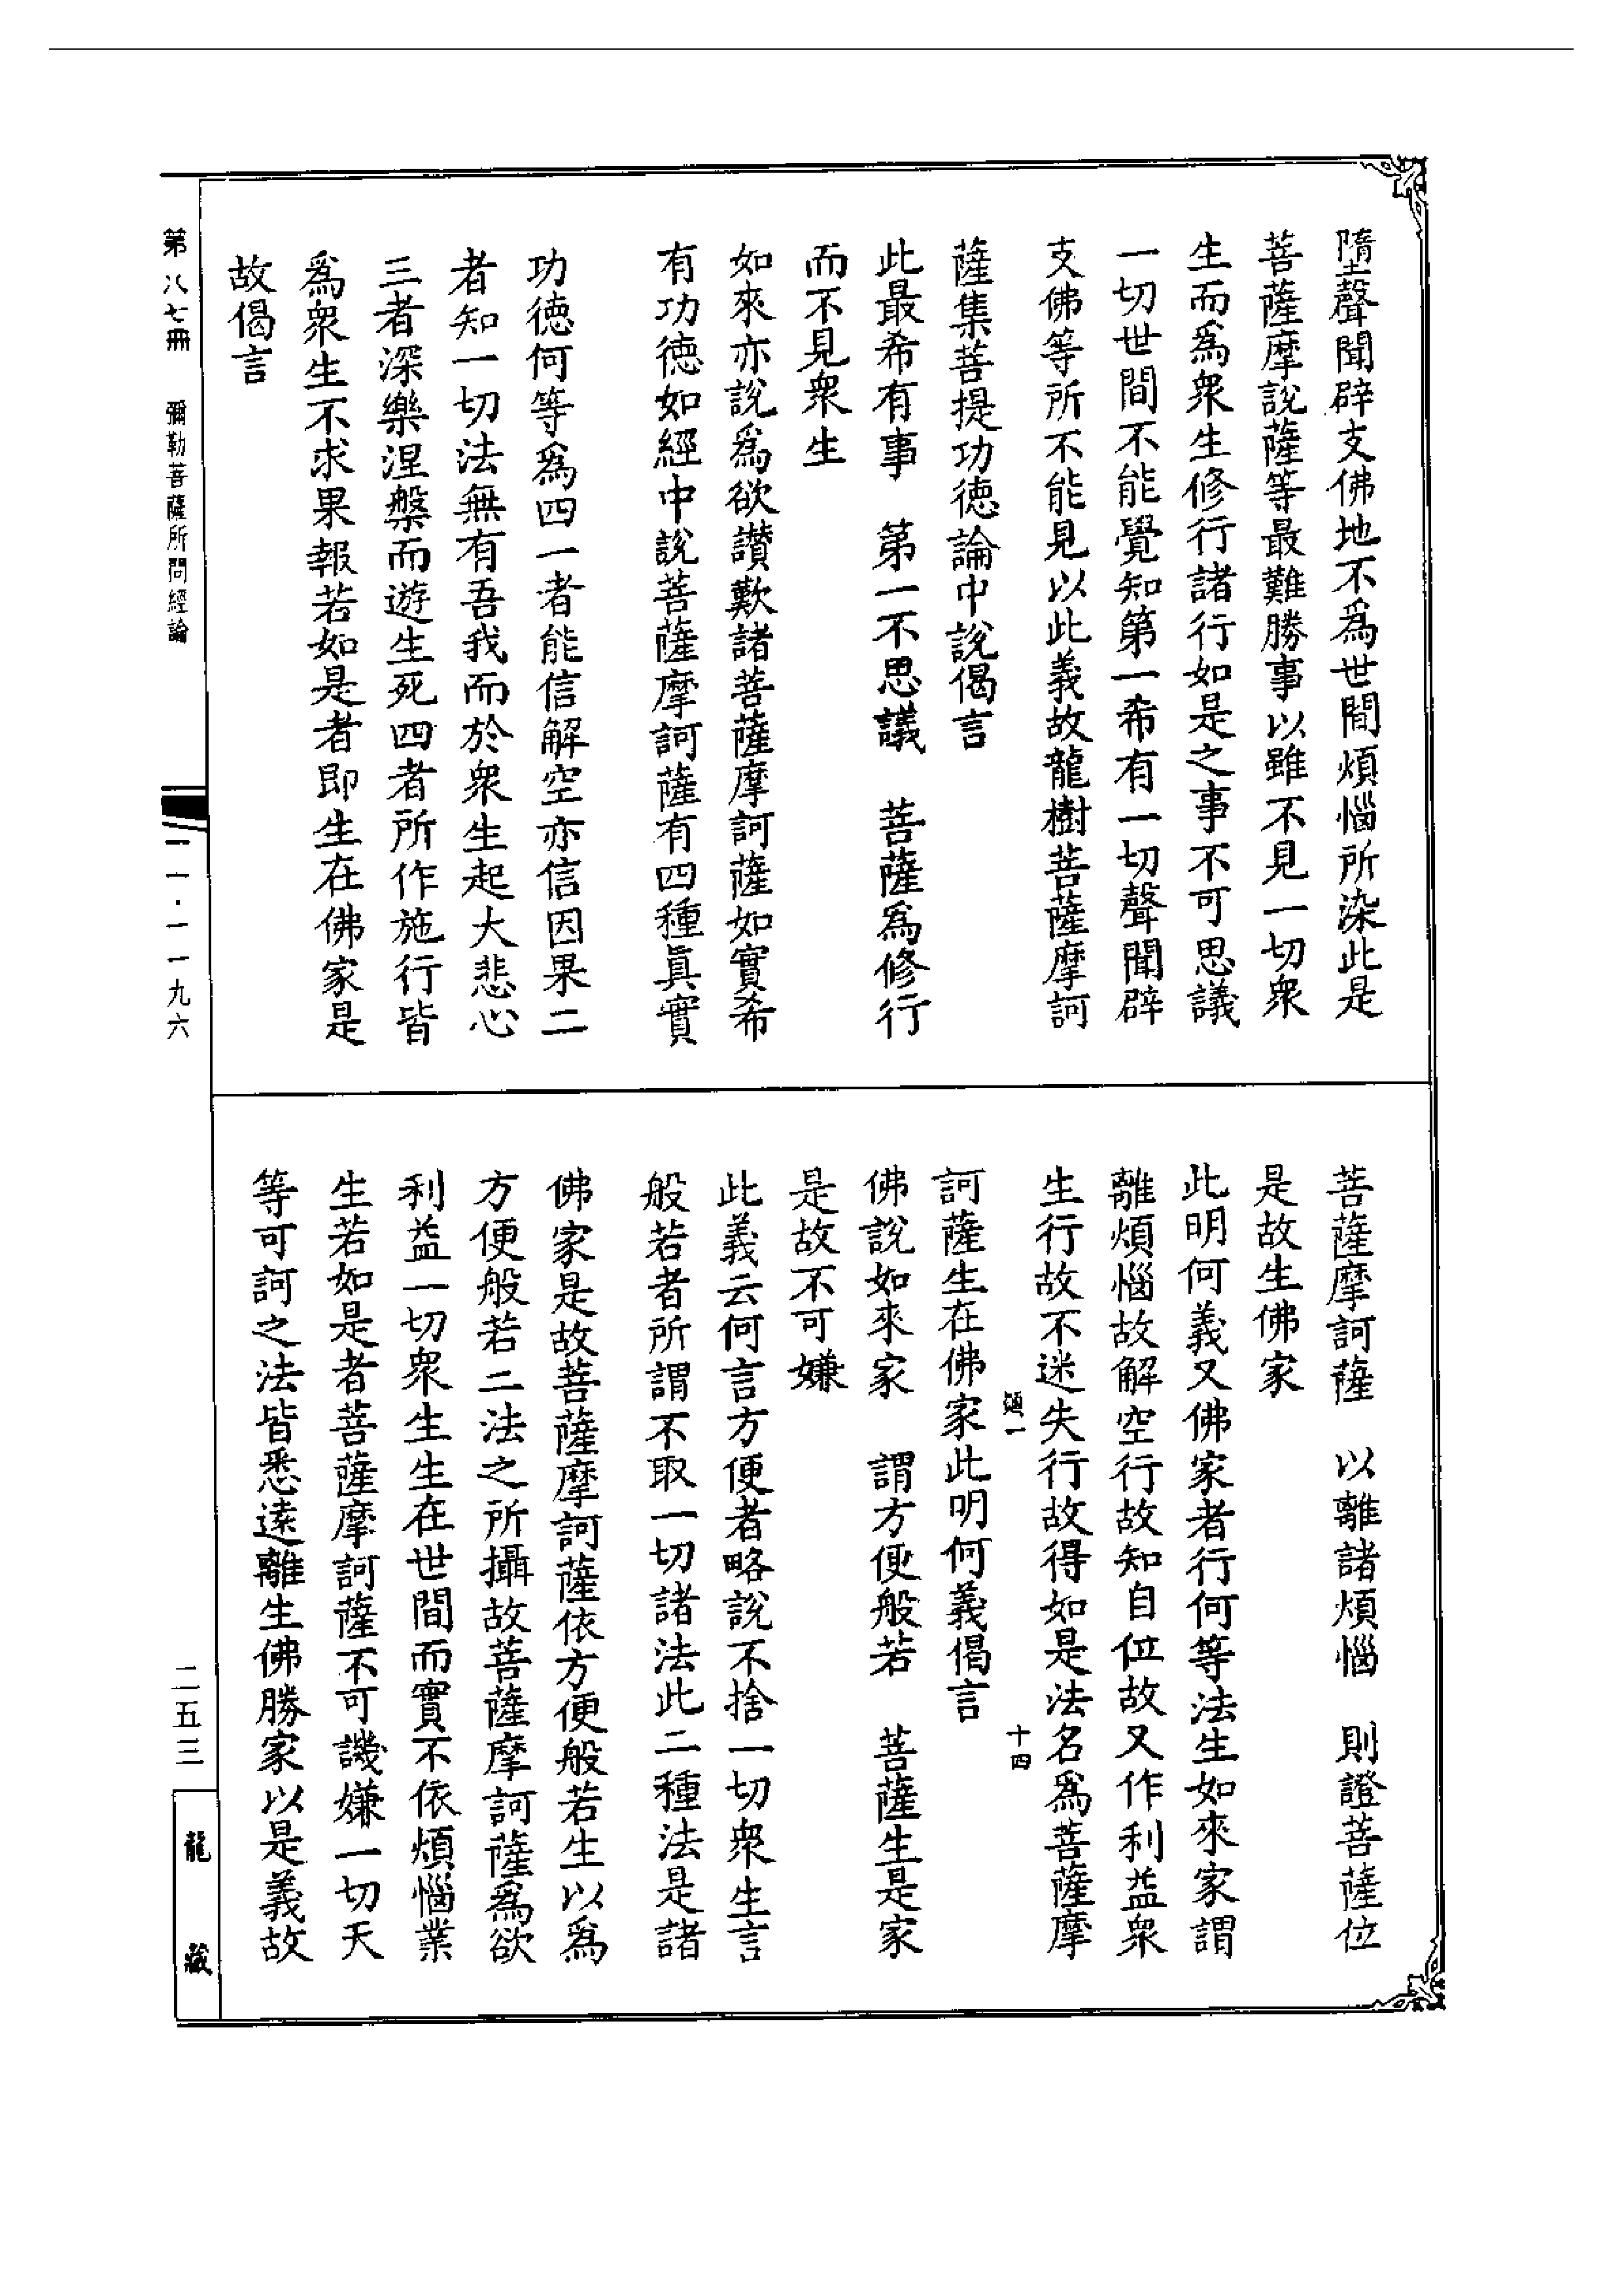 墮聲聞辟支佛地不爲世間煩惱所染此是
菩薩摩說薩等最難勝事以雖不見一切衆
生而爲衆生修行諸行如是之事不可思議
一切世間不能覺知第一希有一切聲聞辟
支佛等所不能見以此義故龍樹菩薩摩訶
薩集菩提功德論中說偈言
此最希有事　第一不思議　菩薩爲修行
而不見衆生
如來亦說爲欲讚歎諸菩薩摩訶薩如實希
有功德如經中說菩薩摩訶薩有四種眞實
功德何等爲四一者能信解空亦信因果二
者知一切法無有吾我而於衆生起大悲心
三者深樂涅槃而遊生死四者所作施行皆
爲衆生不求果報若如是者即生在佛家是
故偈言
菩薩摩訶薩　以離諸煩惱　則證菩薩位
是故生佛家
此明何義又佛家者行何等法生如來家謂
離煩惱故解空行故知自位故又作利益衆
生行故不迷失行故得如是法名爲菩薩摩
十四
訶薩生在佛家此明何義偈言
佛說如來家　謂方便般若　菩薩生是家
是故不可嫌
此義云何言方便者略說不捨一切衆生言
般若者所謂不取一切諸法此二種法是諸
佛家是故菩薩摩訶薩依方便般若生以爲
方便般若二法之所攝故菩薩摩訶薩爲欲
利益一切衆生生在世間而實不依煩惱業
生若如是者菩薩摩訶薩不可譏嫌一切天
等可訶之法皆悉遠離生佛勝家以是義故
第八七冊　彌勒菩薩所問經論
一一·一一九六
二五三
龍藏